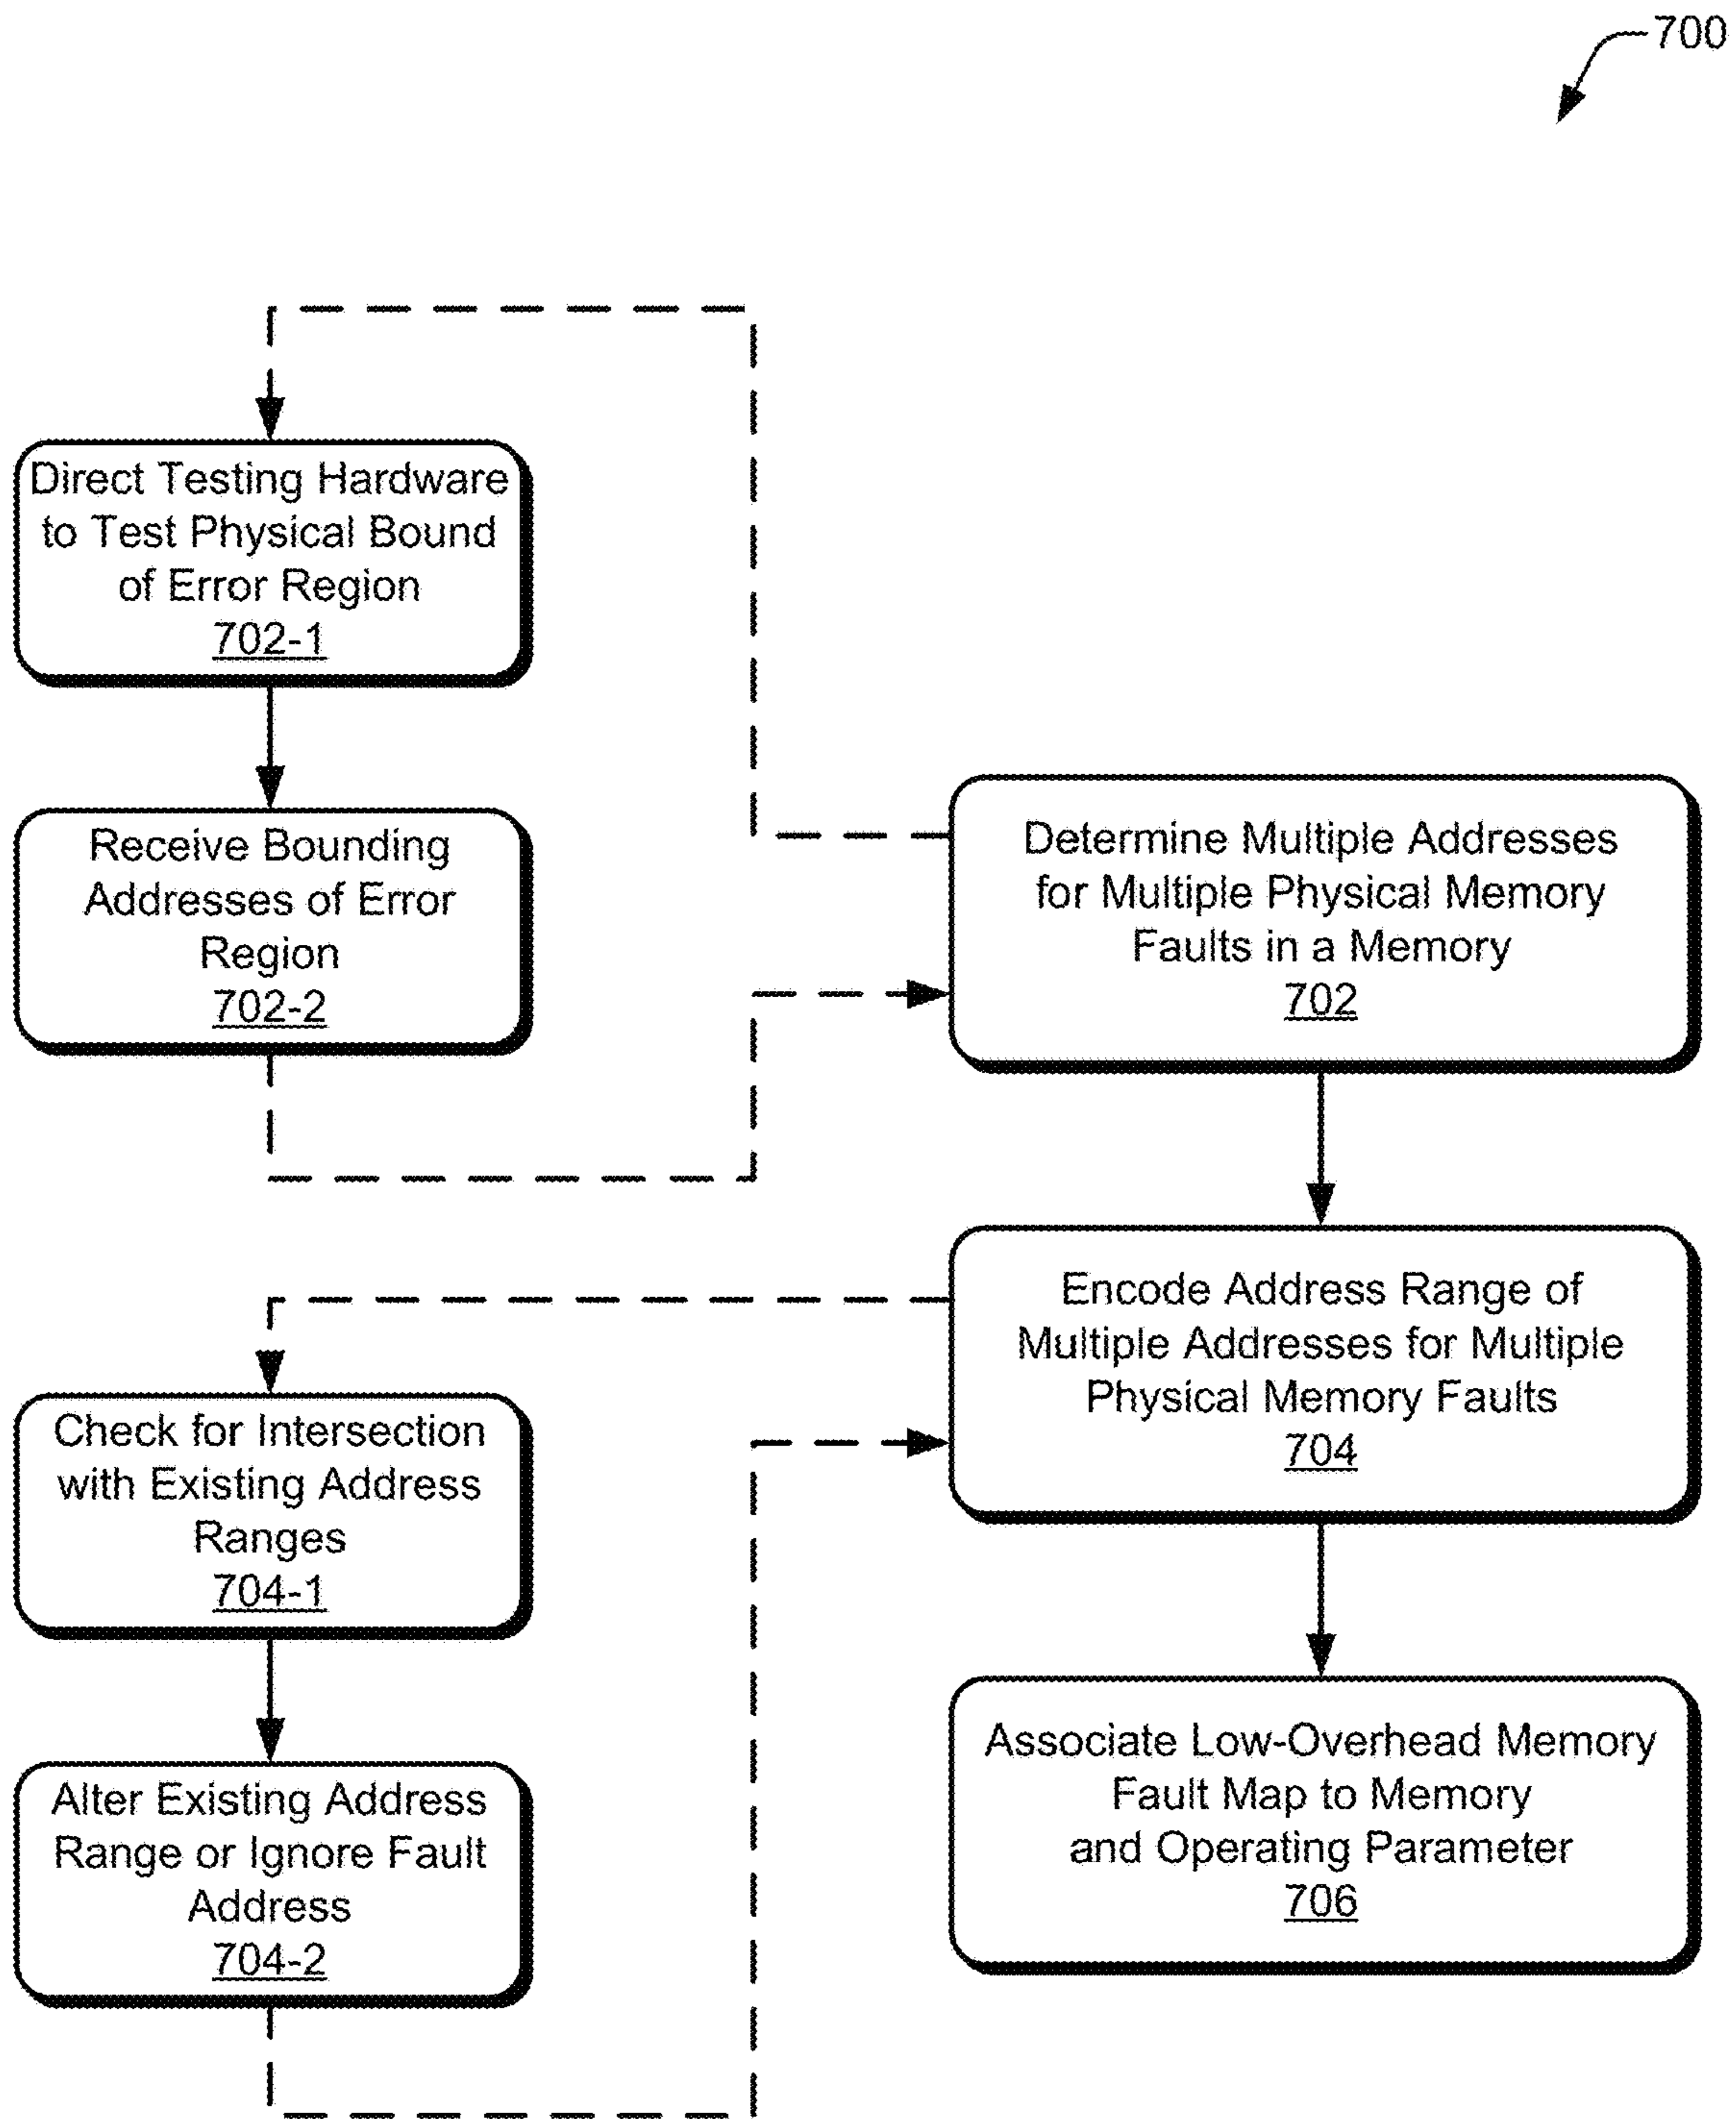 700
Direct Testing Hardware
to Test Physical Bound
of Error Region
702-1
Receive Bounding
Addresses of Error
Region
702-2
Determine Multiple Addresses
for Multiple Physical Memory
Faults in a Memory
702
Encode Address Range of
Multiple Addresses for Multiple
Physical Memory Faults
704
Check for Intersection
with Existing Address
Ranges
704-1
Alter Existing Address
Range or Ignore Fault
Address
704-2
Associate Low-Overhead Memory
Fault Map to Memory
and Operating Parameter
706